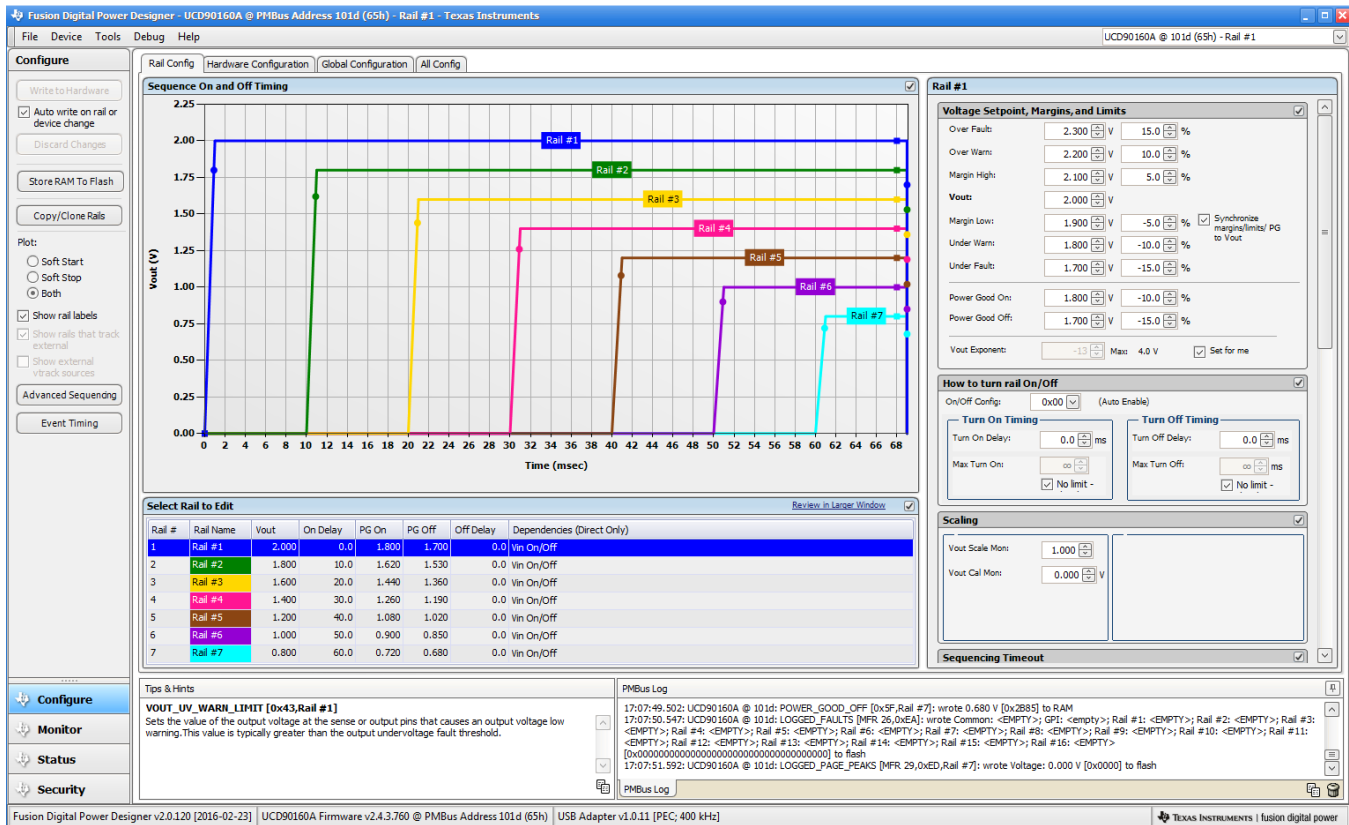 Fusion Digital Power Designer - UCD90160A @ PMBus Address 101d (65h) - Rail #1 - Texas Instruments
File Device Tools Debug Help
UCD90160A @ 101d (65h) - Rail #1
Configure
Write to Hardware
Auto write on rail or
device change
Discard Changes
Store RAM To Flash
Copy/Clone Rails
Plot:
Soft Start
Soft Stop
Both
Show rail labels
Show rails that track
external
Show external
vtrack sources
Advanced Sequencing
Event Timing
Rail Config Hardware Configuration Global Configuration All Config
Sequence On and Off Timing
Vout (V)
2.25
2.00
1.75
1.50
1.25
1.00
0.75
0.50
0.25
0.00
Rail #1
Rail #2
Rail #3
Rail #4
Rail #5
Rail #6
Rail #7
0 2 4 6 8 10 12 14 16 18 20 22 24 26 28 30 32 34 36 38 40 42 44 46 48 50 52 54 56 58 60 62 64 66 68
Time (msec)
Select Rail to Edit Review in Larger Window
Rail # Rail Name Vout On Delay PG On PG Off Off Delay Dependencies (Direct Only)
1 Rail #1 2.000 0.0 1.800 1.700 0.0 Vin On/Off
2 Rail #2 1.800 10.0 1.620 1.530 0.0 Vin On/Off
3 Rail #3 1.600 20.0 1.440 1.360 0.0 Vin On/Off
4 Rail #4 1.400 30.0 1.260 1.190 0.0 Vin On/Off
5 Rail #5 1.200 40.0 1.080 1.020 0.0 Vin On/Off
6 Rail #6 1.000 50.0 0.900 0.850 0.0 Vin On/Off
7 Rail #7 0.800 60.0 0.720 0.680 0.0 Vin On/Off
Rail #1
Voltage Setpoint, Margins, and Limits
Over Fault: 2.300 V 15.0 %
Over Warn: 2.200 V 10.0 %
Margin High: 2.100 V 5.0 %
Vout: 2.000 V
Margin Low: 1.900 V -5.0 %
Synchronize
margins/limits/ PG
to Vout
Under Warn: 1.800 V -10.0 %
Under Fault: 1.700 V -15.0 %
Power Good On: 1.800 V -10.0 %
Power Good Off: 1.700 V -15.0 %
Vout Exponent: -13 Max: 4.0 V Set for me
How to turn rail On/Off
On/Off Config: 0x00 (Auto Enable)
Turn On Timing
Turn On Delay: 0.0 ms
Max Turn On: ∞ ms
No limit -
Turn Off Timing
Turn Off Delay: 0.0 ms
Max Turn Off: ∞ ms
No limit -
Scaling
Vout Scale Mon: 1.000
Vout Cal Mon: 0.000 V
Sequencing Timeout
Configure
Monitor
Status
Security
Tips & Hints
VOUT_UV_WARN_LIMIT [0x43,Rail #1]
Sets the value of the output voltage at the sense or output pins that causes an output voltage low
warning.This value is typically greater than the output undervoltage fault threshold.
PMBus Log
17:07:49.502: UCD90160A @ 101d: POWER_GOOD_OFF [0x5F,Rail #7]: wrote 0.680 V [0x2B85] to RAM
17:07:50.547: UCD90160A @ 101d: LOGGED_FAULTS [MFR 26,0xEA]: wrote Common: <EMPTY>; GPI: <empty>; Rail #1: <EMPTY>; Rail #2: <EMPTY>; Rail #3:
<EMPTY>; Rail #4: <EMPTY>; Rail #5: <EMPTY>; Rail #6: <EMPTY>; Rail #7: <EMPTY>; Rail #8: <EMPTY>; Rail #9: <EMPTY>; Rail #10: <EMPTY>; Rail #11:
<EMPTY>; Rail #12: <EMPTY>; Rail #13: <EMPTY>; Rail #14: <EMPTY>; Rail #15: <EMPTY>; Rail #16: <EMPTY>
17:07:51.592: UCD90160A @ 101d: LOGGED_PAGE_PEAKS [MFR 29,0xED,Rail #7]: wrote Voltage: 0.000 V [0x0000] to flash
PMBus Log
Fusion Digital Power Designer v2.0.120 [2016-02-23] UCD90160A Firmware v2.4.3.760 @ PMBus Address 101d (65h) USB Adapter v1.0.11 [PEC; 400 kHz] TEXAS INSTRUMENTS | fusion digital power